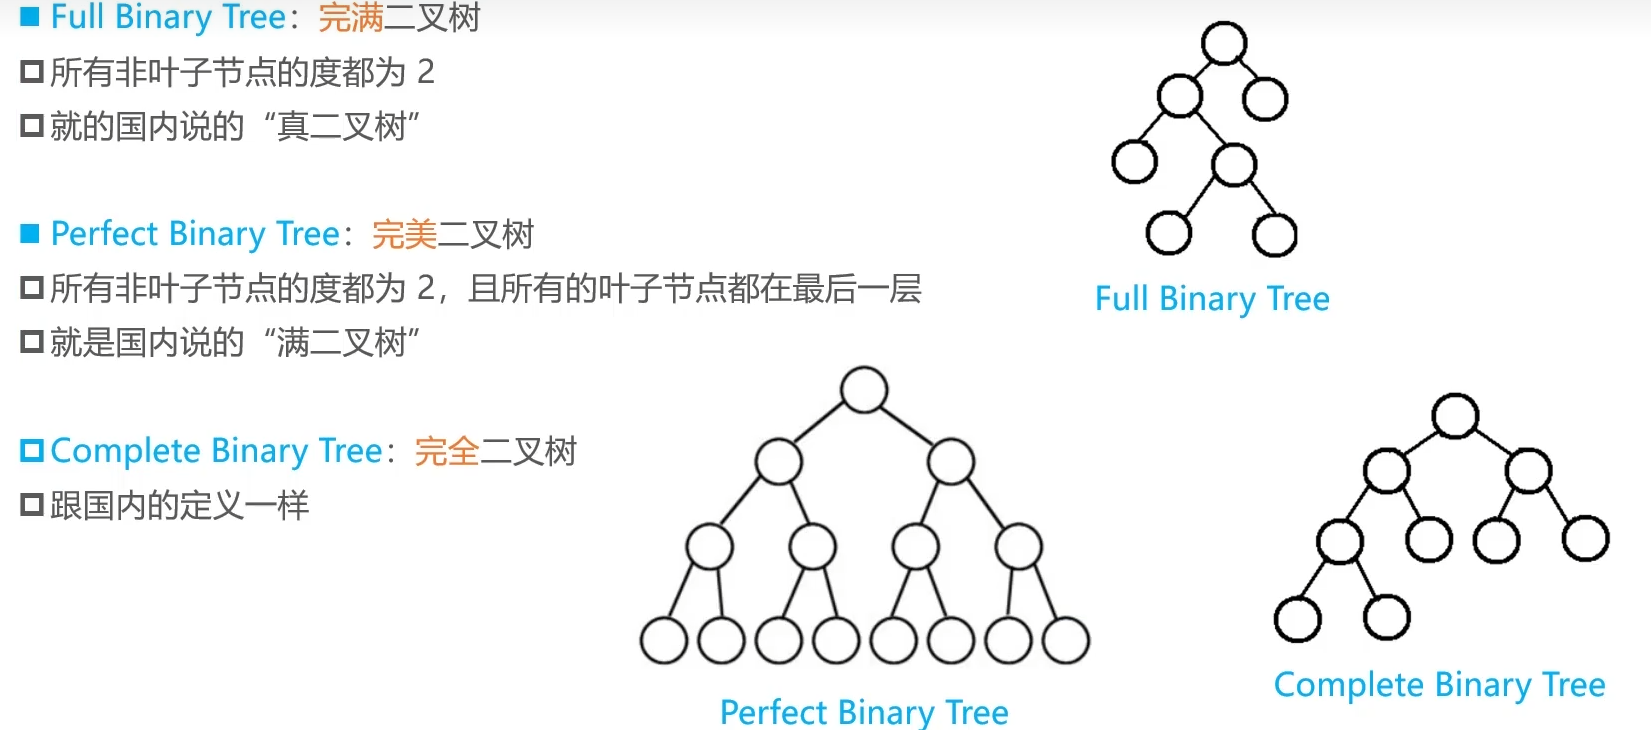 Full Binary Tree：完满二叉树
所有非叶子节点的度都为 2
就的国内说的“真二叉树”
Perfect Binary Tree：完美二叉树
所有非叶子节点的度都为 2，且所有的叶子节点都在最后一层
就是国内说的“满二叉树”
Complete Binary Tree：完全二叉树
跟国内的定义一样
Full Binary Tree
Perfect Binary Tree
Complete Binary Tree